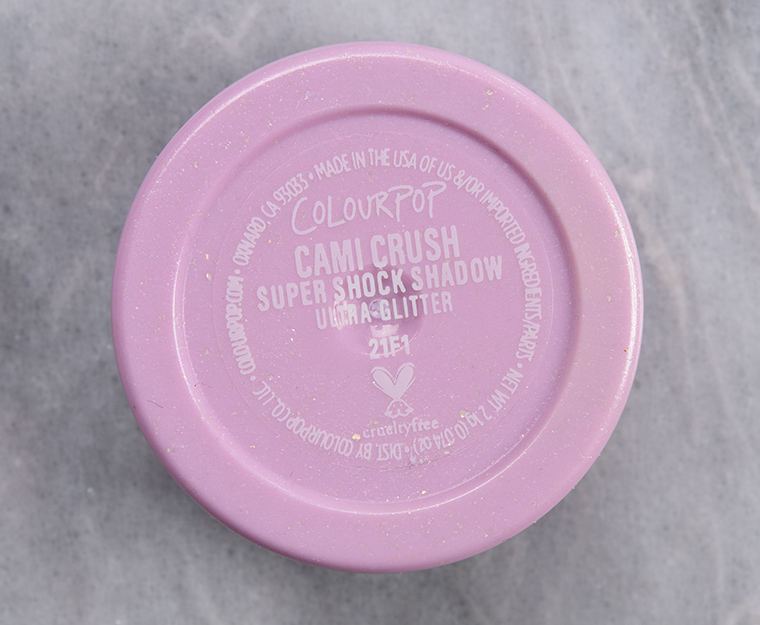 COLOURPOP
CAMI CRUSH
SUPER SHOCK SHADOW
ULTRA-GLITTER
21F1
crueltyfree
COLOURPOP.COM • OXNARD, CA 93033 • MADE IN THE USA OF US &/OR IMPORTED INGREDIENTS/PARTS • NET WT 2.1g (0.074 oz) • DIST. BY COLOURPOP CO., LLC. •